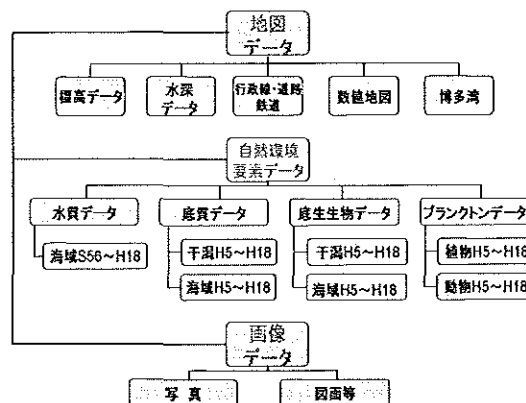 地図
データ
標高データ
水深
データ
行政線・道路
鉄道
数値地図
博多湾
自然環境
要素データ
水質データ
底質データ
底生生物データ
プランクトンデータ
海域S56～H18
干潟H5～H18
干潟H5～H18
植物H5～H18
海域H5～H18
海域H5～H18
動物H5～H18
画像
データ
写 真
図面等